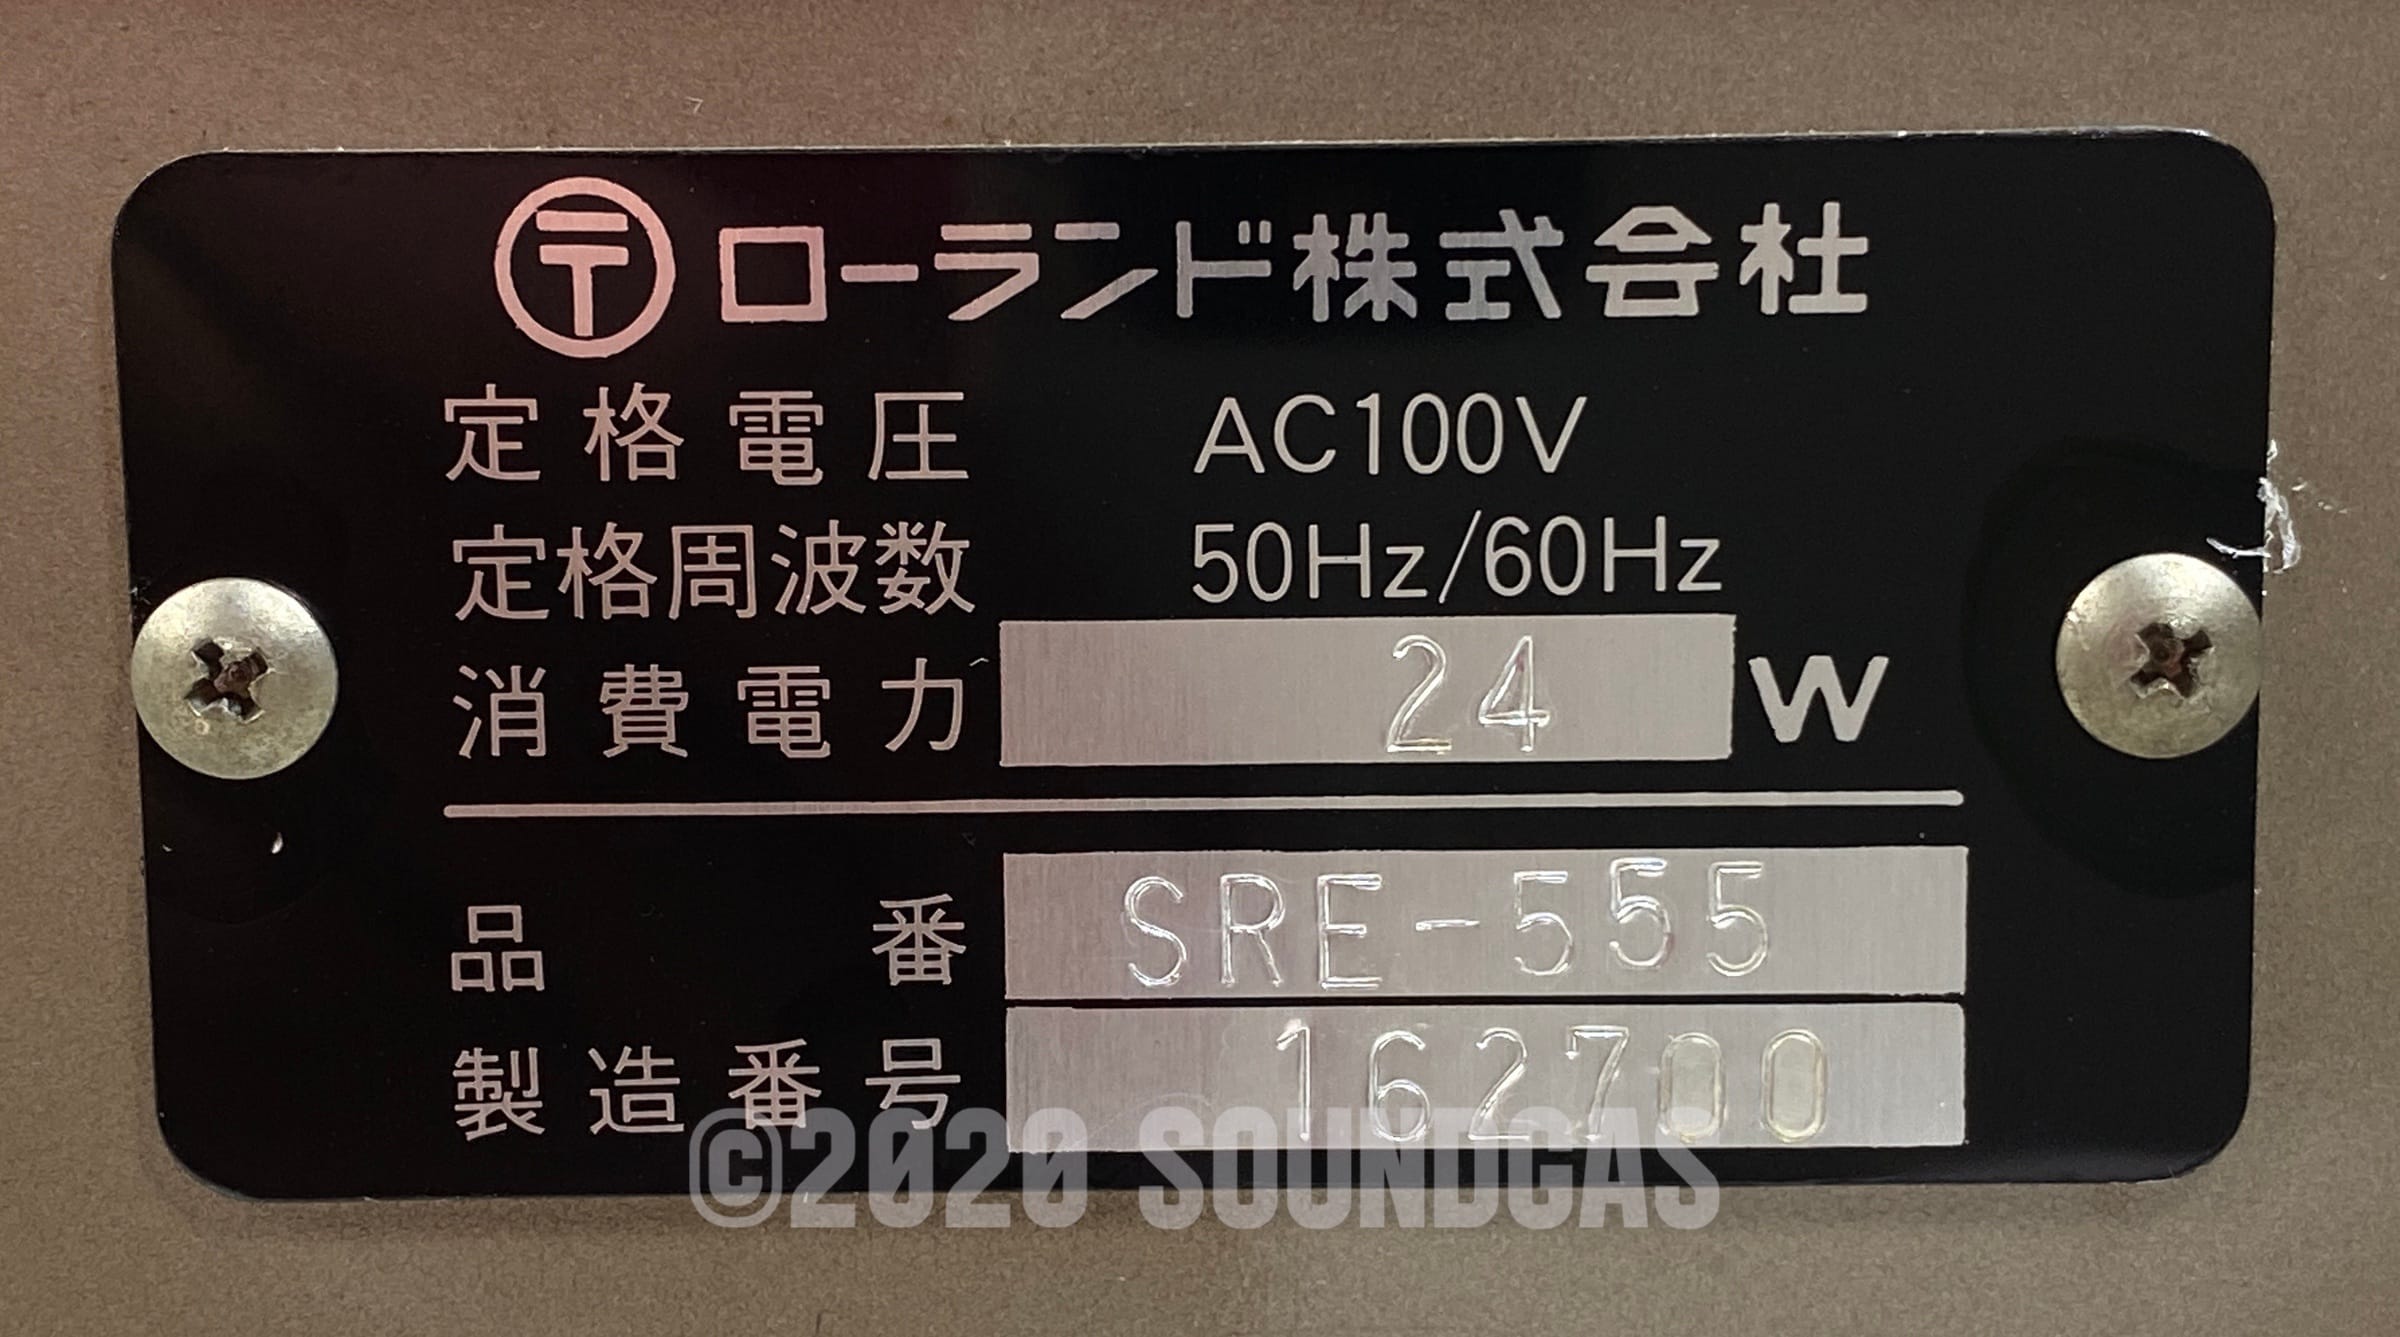 〒ローランド株式会社
定格電圧 AC100V
定格周波数 50Hz/60Hz
消費電力 24 W
品番 SRE-555
製造番号 162700
©2020 SOUNDGAS